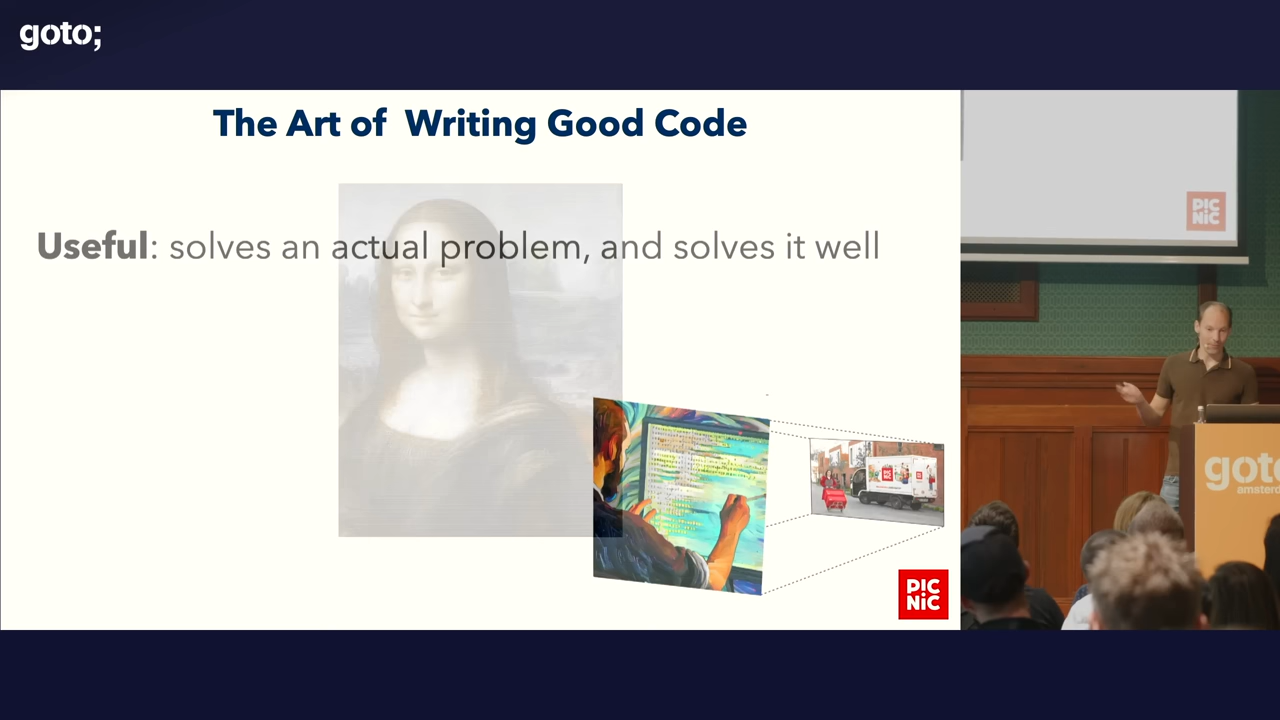 goto;
The Art of Writing Good Code
Useful: solves an actual problem, and solves it well
PIC
NIC
PIC
NIC
goto
amsterd